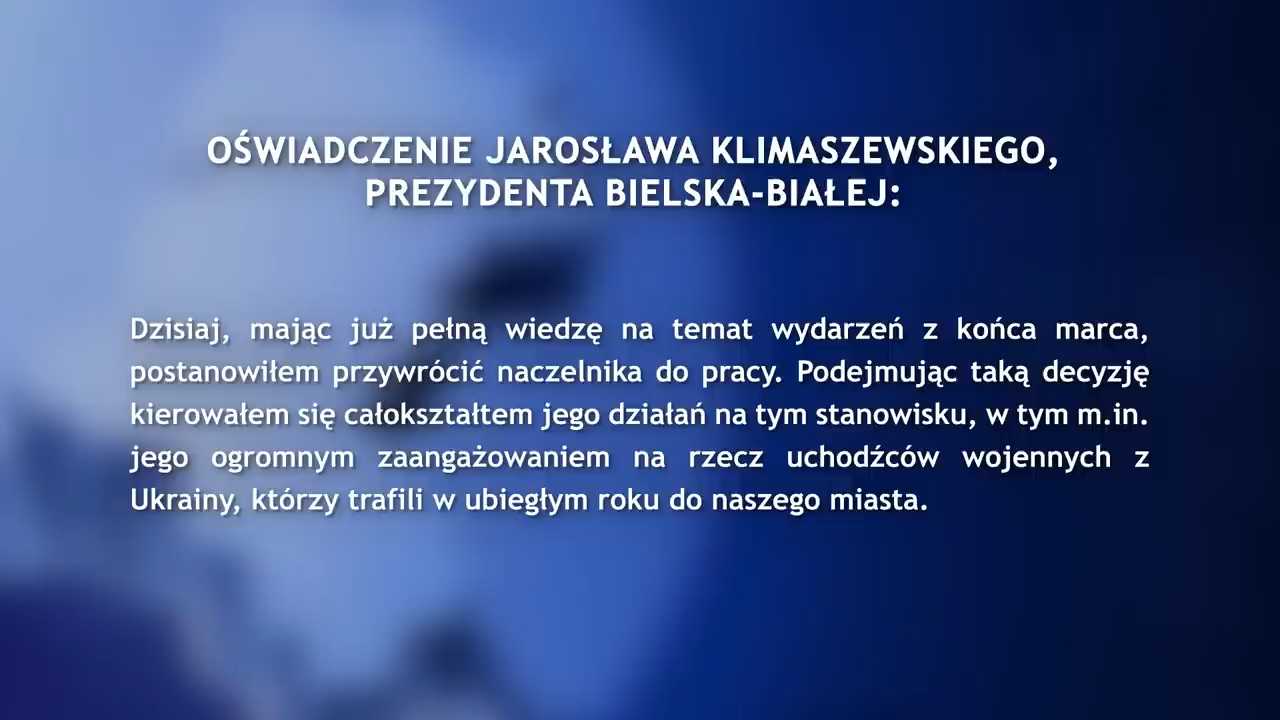 OŚWIADCZENIE JAROSŁAWA KLIMASZEWSKIEGO,
PREZYDENTA BIELSKA-BIAŁEJ:
Dzisiaj, mając już pełną wiedzę na temat wydarzeń z końca marca,
postanowiłem przywrócić naczelnika do pracy. Podejmując taką decyzję
kierowałem się całokształtem jego działań na tym stanowisku, w tym m.in.
jego ogromnym zaangażowaniem na rzecz uchodźców wojennych z
Ukrainy, którzy trafili w ubiegłym roku do naszego miasta.